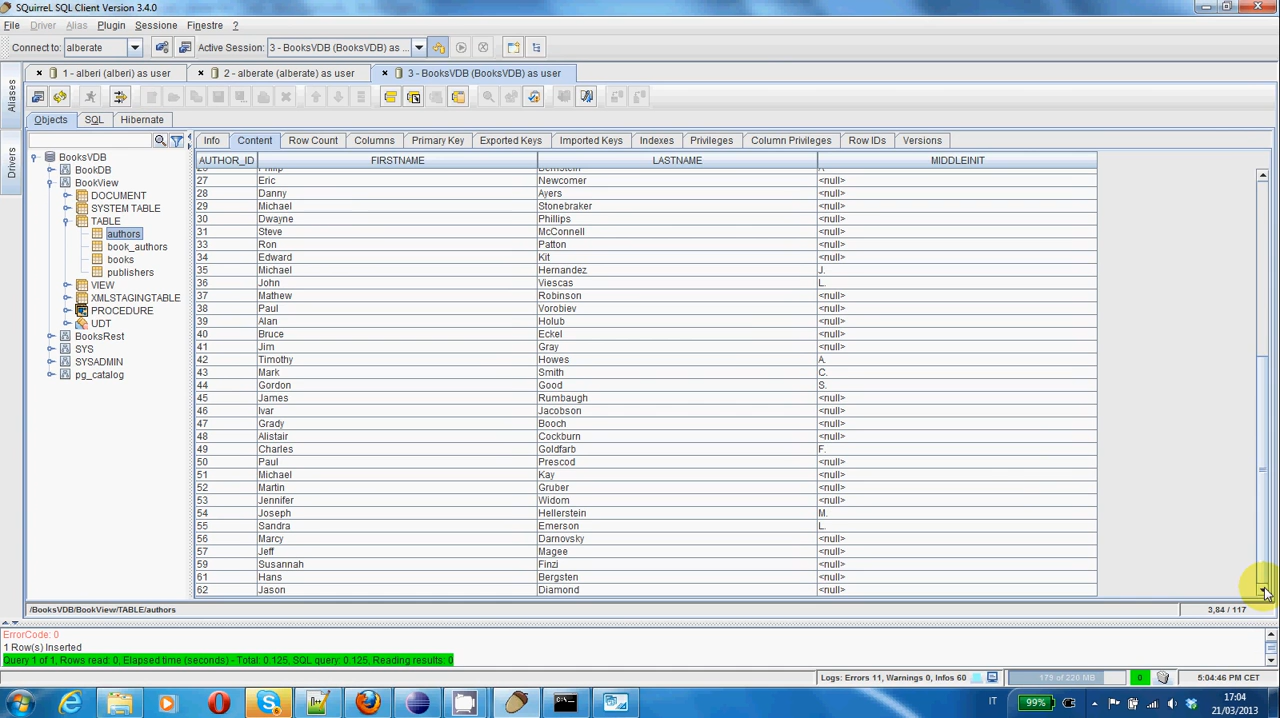 SQuirreL SQL Client Version 3.4.0
File Driver Alias Plugin Sessione Finestre ?
Connect to: alberate Active Session: 3 - BooksVDB (BooksVDB) as ...
1 - alberi (alberi) as user 2 - alberate (alberate) as user 3 - BooksVDB (BooksVDB) as user
Aliases
Drivers
Objects SQL Hibernate
Info Content Row Count Columns Primary Key Exported Keys Imported Keys Indexes Privileges Column Privileges Row IDs Versions
BooksVDB
BookDB
BookView
DOCUMENT
SYSTEM TABLE
TABLE
authors
book_authors
books
publishers
VIEW
XMLSTAGINGTABLE
PROCEDURE
UDT
BooksRest
SYS
SYSADMIN
pg_catalog
AUTHOR_ID FIRSTNAME LASTNAME MIDDLEINIT
27 Eric Newcomer <null>
28 Danny Ayers <null>
29 Michael Stonebraker <null>
30 Dwayne Phillips <null>
31 Steve McConnell <null>
33 Ron Patton <null>
34 Edward Kit <null>
35 Michael Hernandez J.
36 John Viescas L.
37 Mathew Robinson <null>
38 Paul Vorobiev <null>
39 Alan Holub <null>
40 Bruce Eckel <null>
41 Jim Gray <null>
42 Timothy Howes A.
43 Mark Smith C.
44 Gordon Good S.
45 James Rumbaugh <null>
46 Ivar Jacobson <null>
47 Grady Booch <null>
48 Alistair Cockburn <null>
49 Charles Goldfarb F.
50 Paul Prescod <null>
51 Michael Kay <null>
52 Martin Gruber <null>
53 Jennifer Widom <null>
54 Joseph Hellerstein M.
55 Sandra Emerson L.
56 Marcy Darnovsky <null>
57 Jeff Magee <null>
59 Susannah Finzi <null>
61 Hans Bergsten <null>
62 Jason Diamond <null>
/BooksVDB/BookView/TABLE/authors 3,84 / 117
ErrorCode: 0
1 Row(s) Inserted
Query 1 of 1, Rows read: 0, Elapsed time (seconds) - Total: 0.125, SQL query: 0.125, Reading results: 0
Logs: Errors 11, Warnings 0, Infos 60 179 of 220 MB 0 5:04:46 PM CET
IT 99% 17:04
21/03/2013